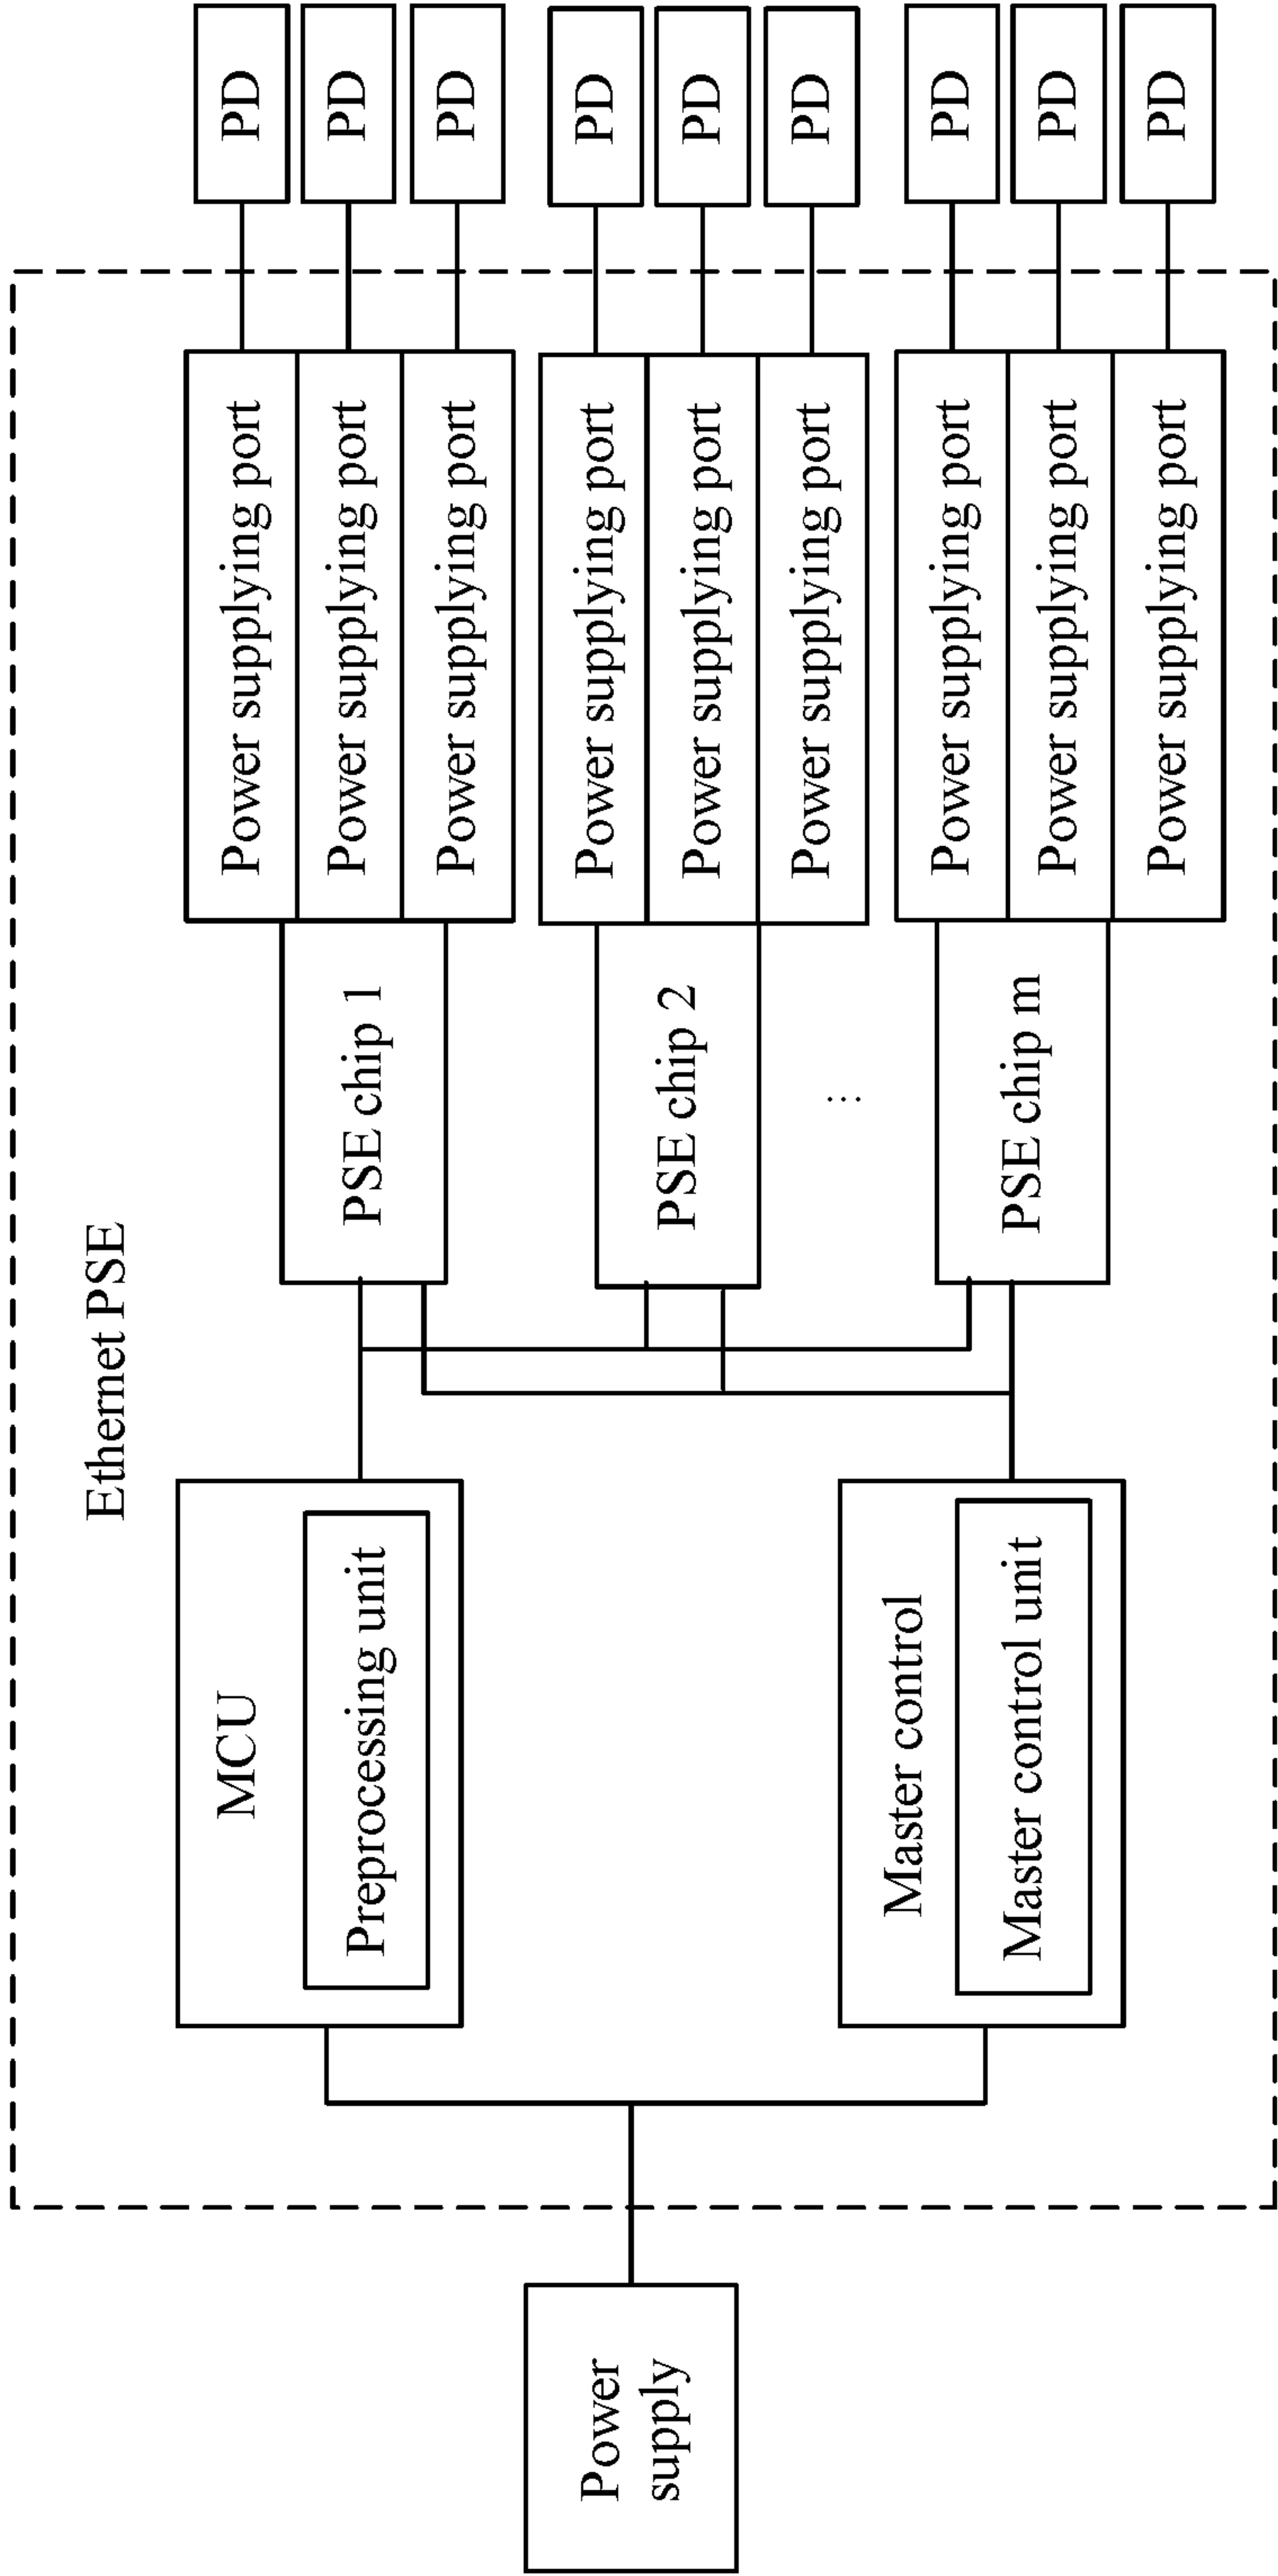 Ethernet PSE
Power
supply
MCU
Preprocessing unit
Master control
Master control unit
PSE chip 1
PSE chip 2
...
PSE chip m
Power supplying port
Power supplying port
Power supplying port
Power supplying port
Power supplying port
Power supplying port
Power supplying port
Power supplying port
Power supplying port
PD
PD
PD
PD
PD
PD
PD
PD
PD